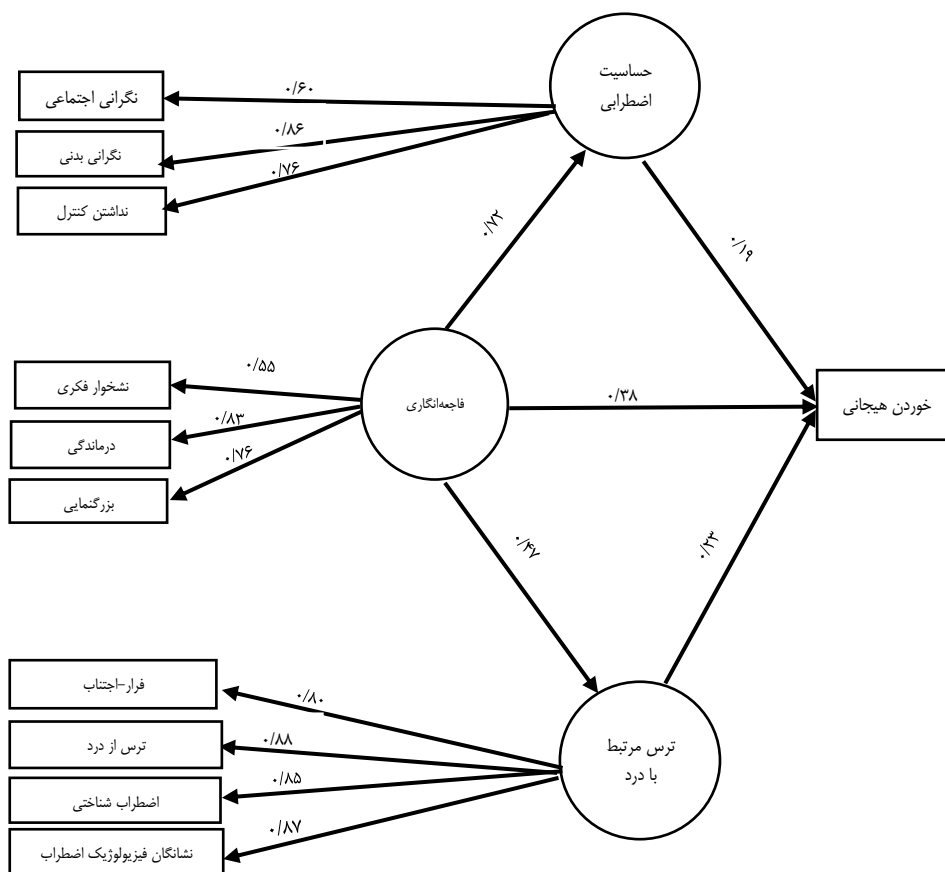 حساسیت
اضطرابی
نگرانی اجتماعی
۰/۶۰
نگرانی بدنی
۰/۸۶
نداشتن کنترل
۰/۷۶
۰/۷۲
۰/۱۹
نشخوار فکری
۰/۵۵
درماندگی
۰/۸۳
بزرگنمایی
۰/۷۶
فاجعه‌انگاری
۰/۳۸
خوردن هیجانی
۰/۴۷
۰/۲۳
فرار-اجتناب
۰/۸۰
ترس از درد
۰/۸۸
اضطراب شناختی
۰/۸۵
نشانگان فیزیولوژیک اضطراب
۰/۸۷
ترس مرتبط
با درد